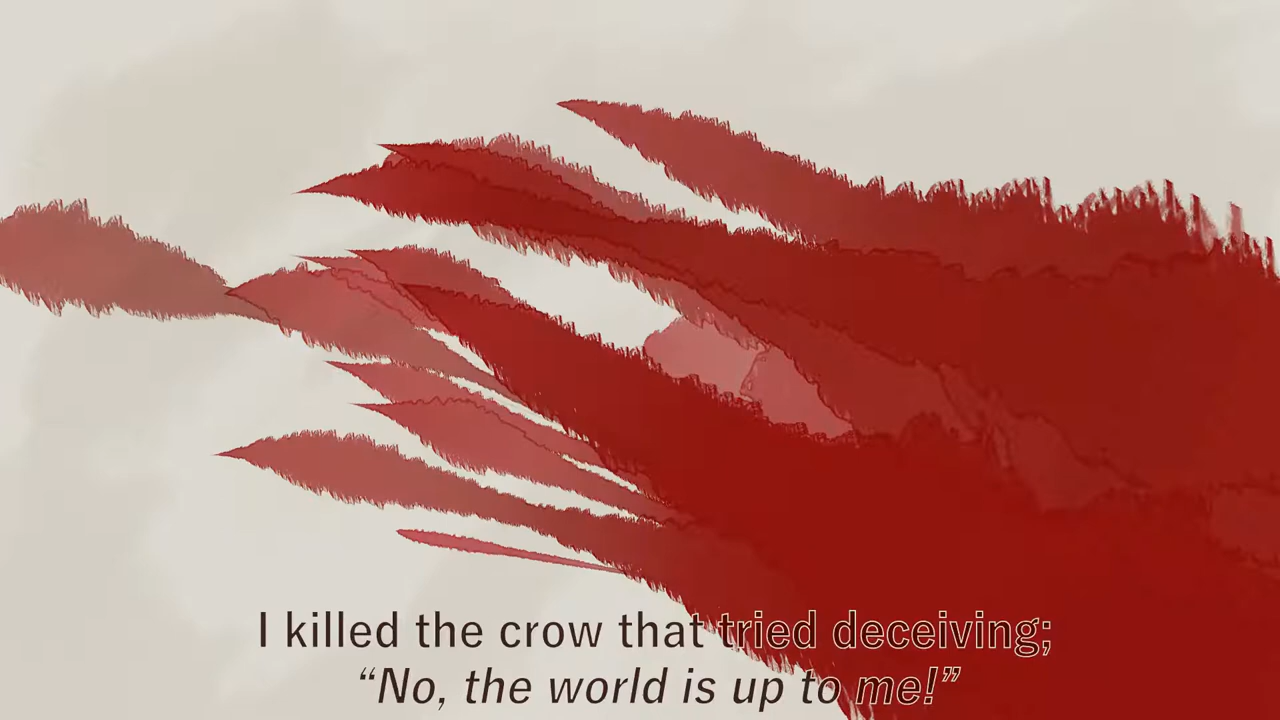 I killed the crow that tried deceiving;
“No, the world is up to me!”